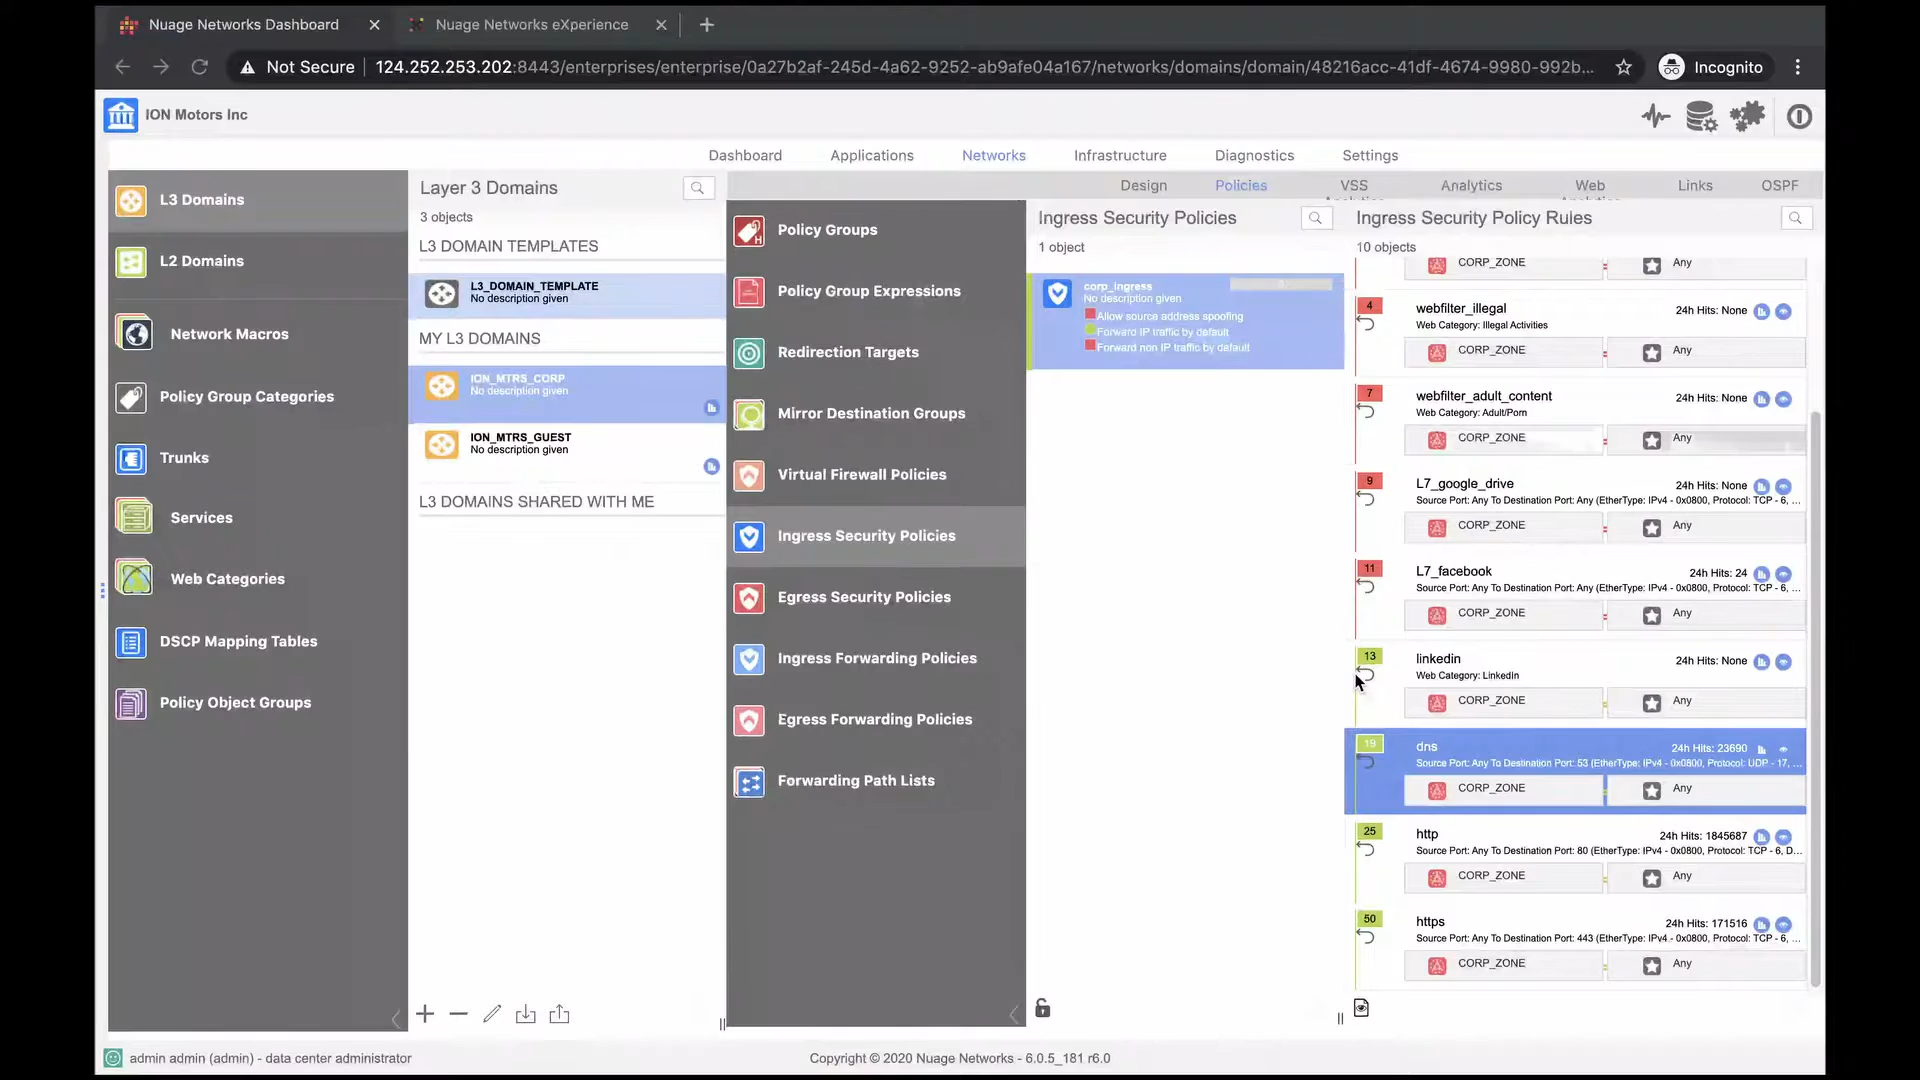 Nuage Networks Dashboard
Nuage Networks eXperience
Not Secure
124.252.253.202:8443/enterprises/enterprise/0a27b2af-245d-4a62-9252-ab9afe04a167/networks/domains/domain/48216acc-41df-4674-9980-992b...
Incognito
ION Motors Inc
Dashboard
Applications
Networks
Infrastructure
Diagnostics
Settings
L3 Domains
L2 Domains
Network Macros
Policy Group Categories
Trunks
Services
Web Categories
DSCP Mapping Tables
Policy Object Groups
Layer 3 Domains
3 objects
L3 DOMAIN TEMPLATES
L3_DOMAIN_TEMPLATE
No description given
MY L3 DOMAINS
ION_MTRS_CORP
No description given
ION_MTRS_GUEST
No description given
L3 DOMAINS SHARED WITH ME
Design
Policies
VSS
Analytics
Web
Links
OSPF
Policy Groups
Policy Group Expressions
Redirection Targets
Mirror Destination Groups
Virtual Firewall Policies
Ingress Security Policies
Egress Security Policies
Ingress Forwarding Policies
Egress Forwarding Policies
Forwarding Path Lists
Ingress Security Policies
1 object
corp_ingress
No description given
Allow source address spoofing
Forward IP traffic by default
Forward non IP traffic by default
Ingress Security Policy Rules
10 objects
CORP_ZONE
Any
4
webfilter_illegal
24h Hits: None
Web Category: Illegal Activities
CORP_ZONE
Any
7
webfilter_adult_content
24h Hits: None
Web Category: Adult/Porn
CORP_ZONE
Any
9
L7_google_drive
24h Hits: None
Source Port: Any To Destination Port: Any (EtherType: IPv4 - 0x0800, Protocol: TCP - 6, ...
CORP_ZONE
Any
11
L7_facebook
24h Hits: 24
Source Port: Any To Destination Port: Any (EtherType: IPv4 - 0x0800, Protocol: TCP - 6, ...
CORP_ZONE
Any
13
linkedin
24h Hits: None
Web Category: LinkedIn
CORP_ZONE
Any
19
dns
24h Hits: 23690
Source Port: Any To Destination Port: 53 (EtherType: IPv4 - 0x0800, Protocol: UDP - 17, ...
CORP_ZONE
Any
25
http
24h Hits: 1845687
Source Port: Any To Destination Port: 80 (EtherType: IPv4 - 0x0800, Protocol: TCP - 6, D...
CORP_ZONE
Any
50
https
24h Hits: 171516
Source Port: Any To Destination Port: 443 (EtherType: IPv4 - 0x0800, Protocol: TCP - 6, ...
CORP_ZONE
Any
admin admin (admin) - data center administrator
Copyright © 2020 Nuage Networks - 6.0.5_181 r6.0